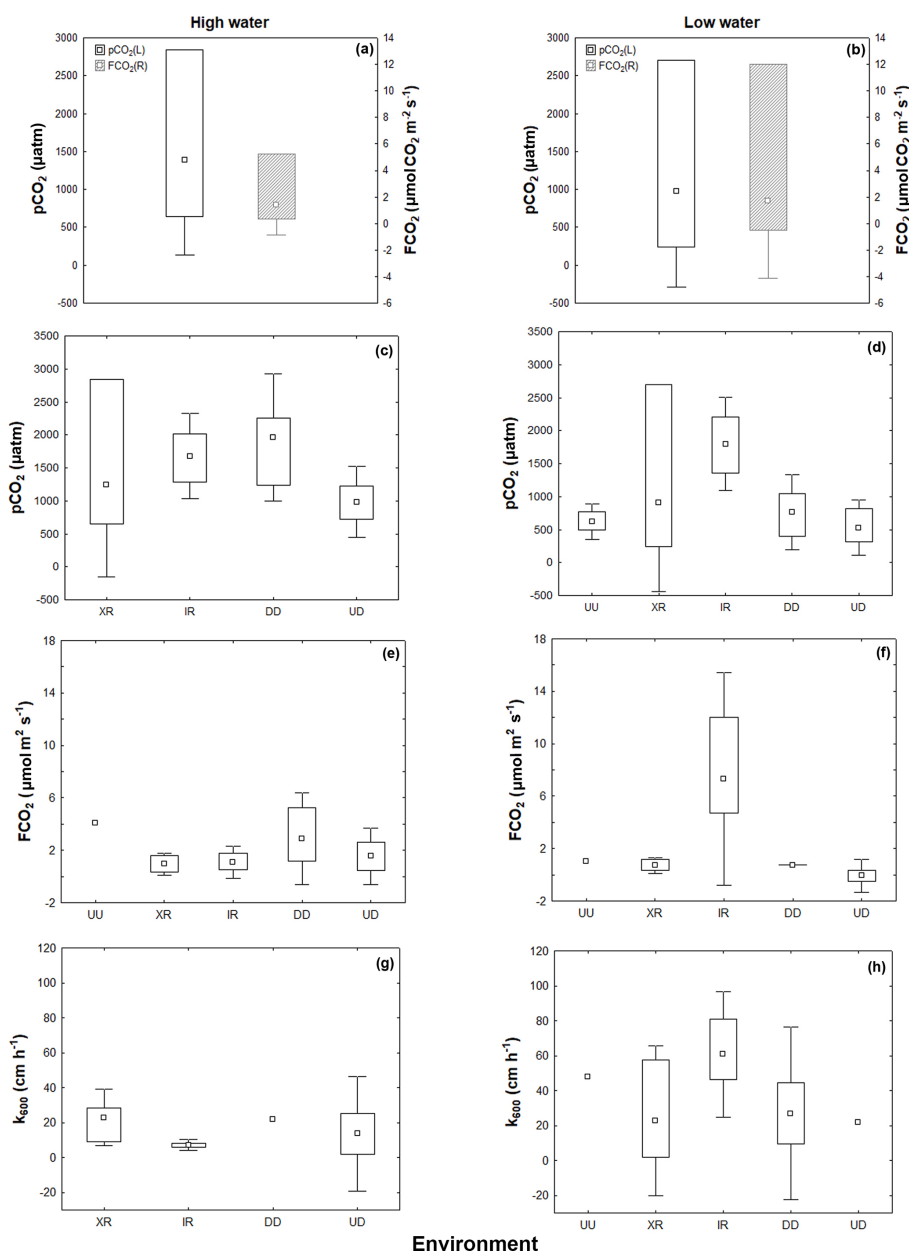 High water
Low water
(a)
pCO₂(L)
FCO₂(R)
3000
2500
2000
1500
1000
500
0
-500
pCO₂ (µatm)
14
12
10
8
6
4
2
0
-2
-4
-6
FCO₂ (µmol CO₂ m⁻² s⁻¹)
(b)
pCO₂(L)
FCO₂(R)
3000
2500
2000
1500
1000
500
0
-500
pCO₂ (µatm)
14
12
10
8
6
4
2
0
-2
-4
-6
FCO₂ (µmol CO₂ m⁻² s⁻¹)
(c)
3500
3000
2500
2000
1500
1000
500
0
-500
pCO₂ (µatm)
XR IR DD UD
(d)
3500
3000
2500
2000
1500
1000
500
0
-500
pCO₂ (µatm)
UU XR IR DD UD
(e)
18
14
10
6
2
-2
FCO₂ (µmol m² s⁻¹)
UU XR IR DD UD
(f)
18
14
10
6
2
-2
FCO₂ (µmol m² s⁻¹)
UU XR IR DD UD
(g)
120
100
80
60
40
20
0
-20
k₆₀₀ (cm h⁻¹)
XR IR DD UD
(h)
120
100
80
60
40
20
0
-20
k₆₀₀ (cm h⁻¹)
UU XR IR DD UD
Environment